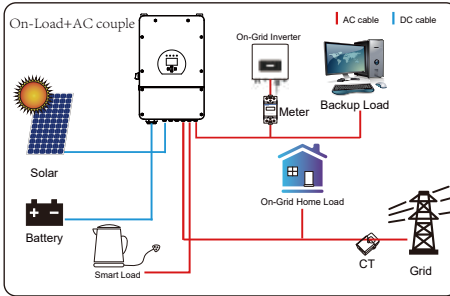 On-Load+AC couple
AC cable
DC cable
On-Grid Inverter
Meter
Backup Load
Solar
On-Grid Home Load
Battery
Smart Load
CT
Grid